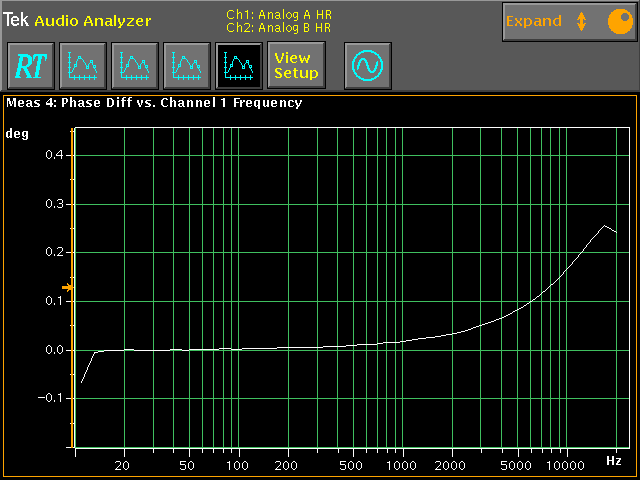 Tek Audio Analyzer
Ch1: Analog A HR
Ch2: Analog B HR
Expand
RT
View
Setup
Meas 4: Phase Diff vs. Channel 1 Frequency
deg
0.4
0.3
0.2
0.1
0.0
−0.1
20 50 100 200 500 1000 2000 5000 10000 Hz